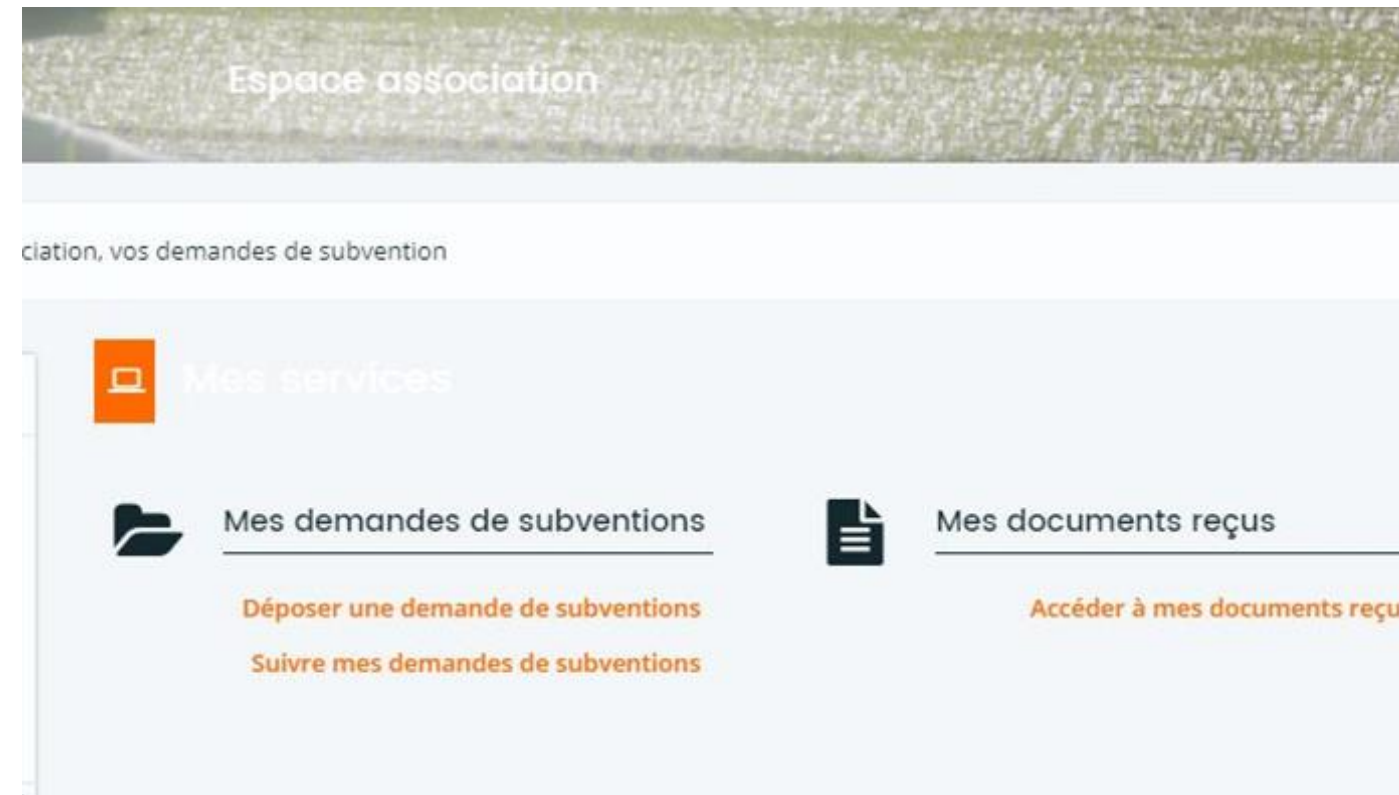 Espace association
ciation, vos demandes de subvention
Mes services
Mes demandes de subventions
Mes documents reçus
Déposer une demande de subventions
Accéder à mes documents reçu
Suivre mes demandes de subventions